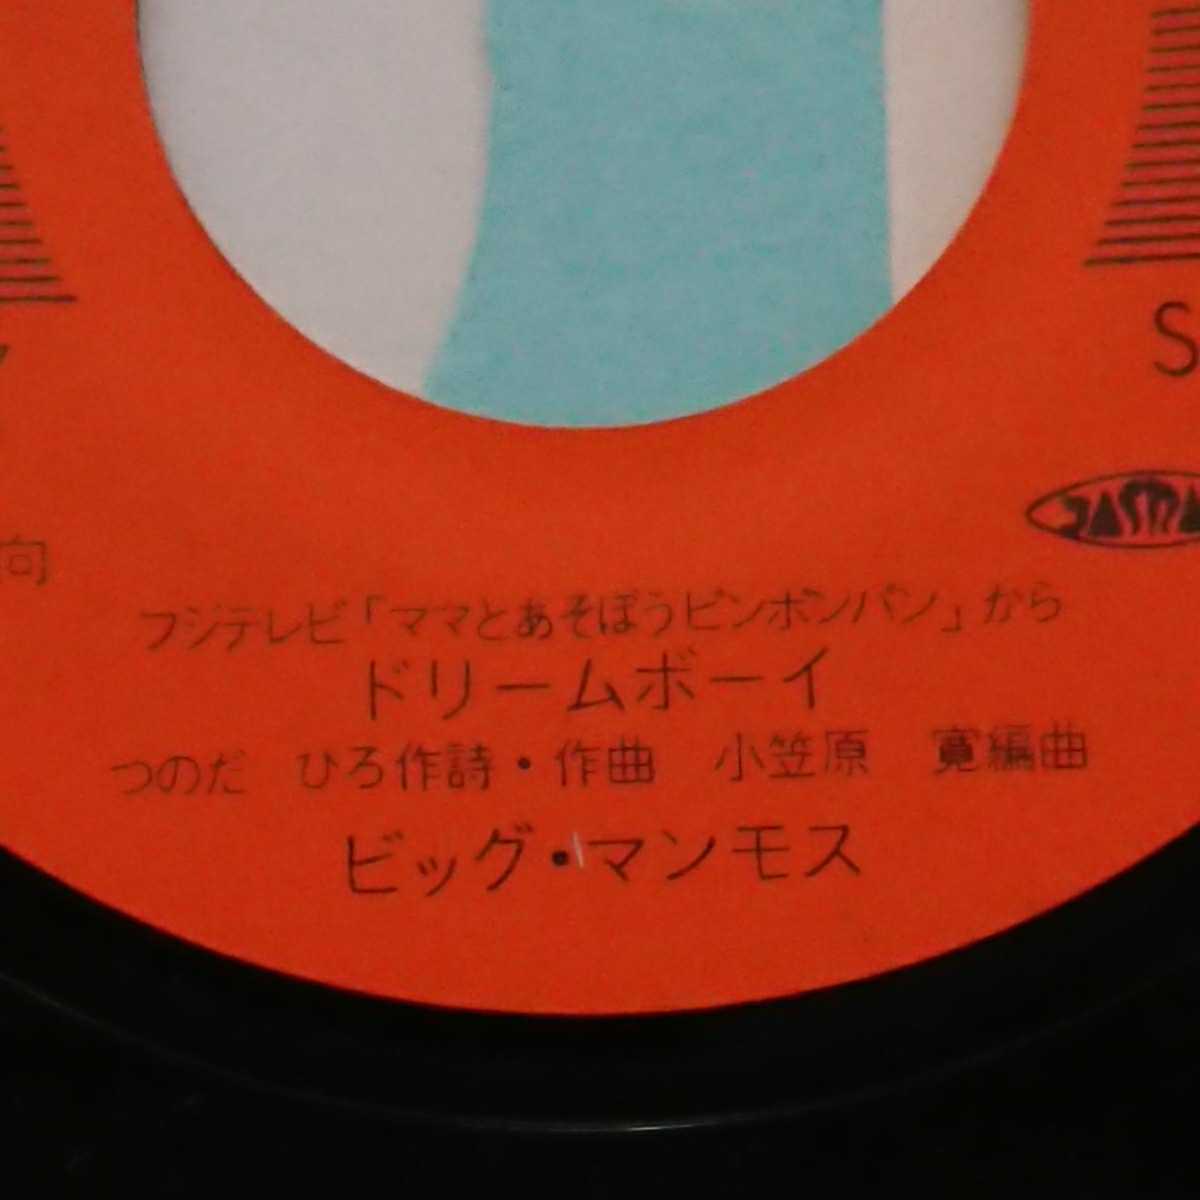 S
向
JASRA
フジテレビ「ママとあそぼうピンポンパン」から
ドリームボーイ
つのだ ひろ作詩・作曲 小笠原 寛編曲
ビッグ・マンモス